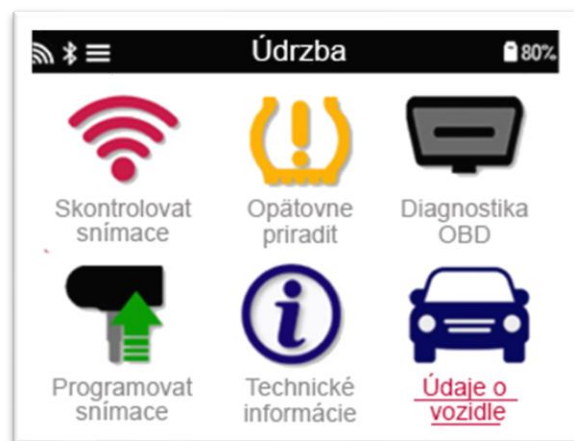 Údrzba
80%
Skontrolovat
snímace
Opätovne
priradit
Diagnostika
OBD
Programovat
snímace
Technické
informácie
Údaje o
vozidle